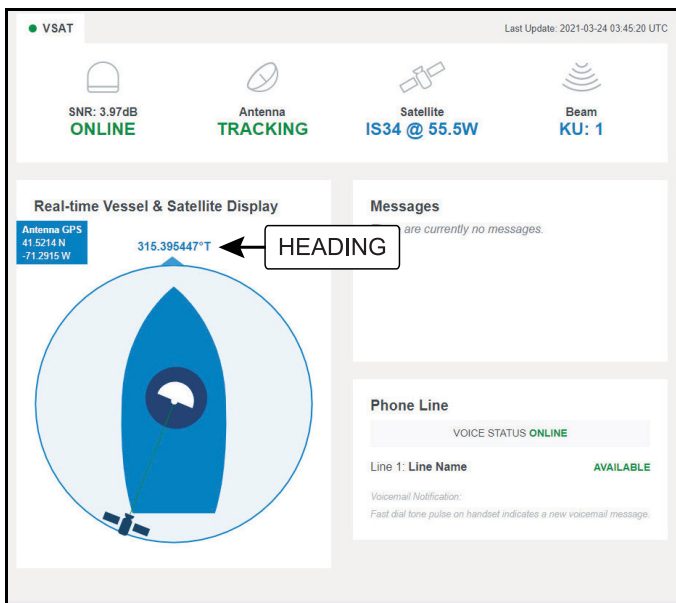 VSAT
Last Update: 2021-03-24 03:45:20 UTC
SNR: 3.97dB
ONLINE
Antenna
TRACKING
Satellite
IS34 @ 55.5W
Beam
KU: 1
Real-time Vessel & Satellite Display
Antenna GPS
41.5214 N
-71.2915 W
315.395447°T
HEADING
Messages
are currently no messages.
Phone Line
VOICE STATUS ONLINE
Line 1: Line Name
AVAILABLE
Voicemail Notification:
Fast dial tone pulse on handset indicates a new voicemail message.